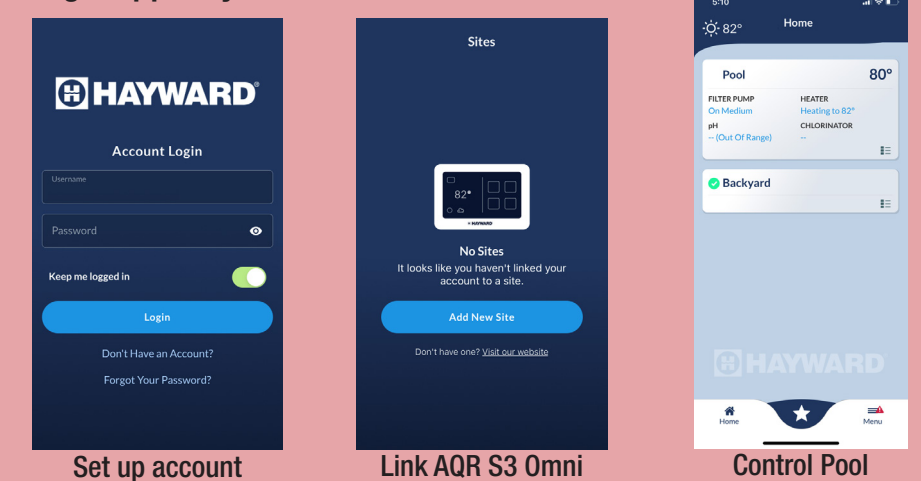 HAYWARD
Account Login
Username
Password
Keep me logged in
Login
Don't Have an Account?
Forgot Your Password?
Set up account
Sites
82°
HAYWARD
No Sites
It looks like you haven't linked your
account to a site.
Add New Site
Don't have one? Visit our website
Link AQR S3 Omni
5:10
82°
Home
Pool
80°
FILTER PUMP
On Medium
HEATER
Heating to 82°
pH
-- (Out Of Range)
CHLORINATOR
--
Backyard
HAYWARD
Home
Menu
Control Pool